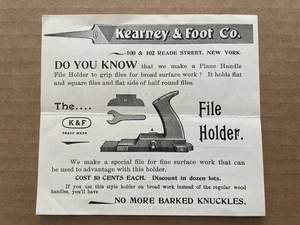 Kearney & Foot Co.
100 & 102 READE STREET, NEW YORK.
DO YOU KNOW that we make a Plane Handle
File Holder to grip files for broad surface work? It holds flat
and square files and flat side of half round files.
The....
K & F
TRADE MARK.
File
Holder.
We make a special file for fine surface work that can
be used to advantage with this holder.
COST 50 CENTS EACH. Discount in dozen lots.
If you use this style holder on broad work instead of the regular wood
handles, you'll have
NO MORE BARKED KNUCKLES.